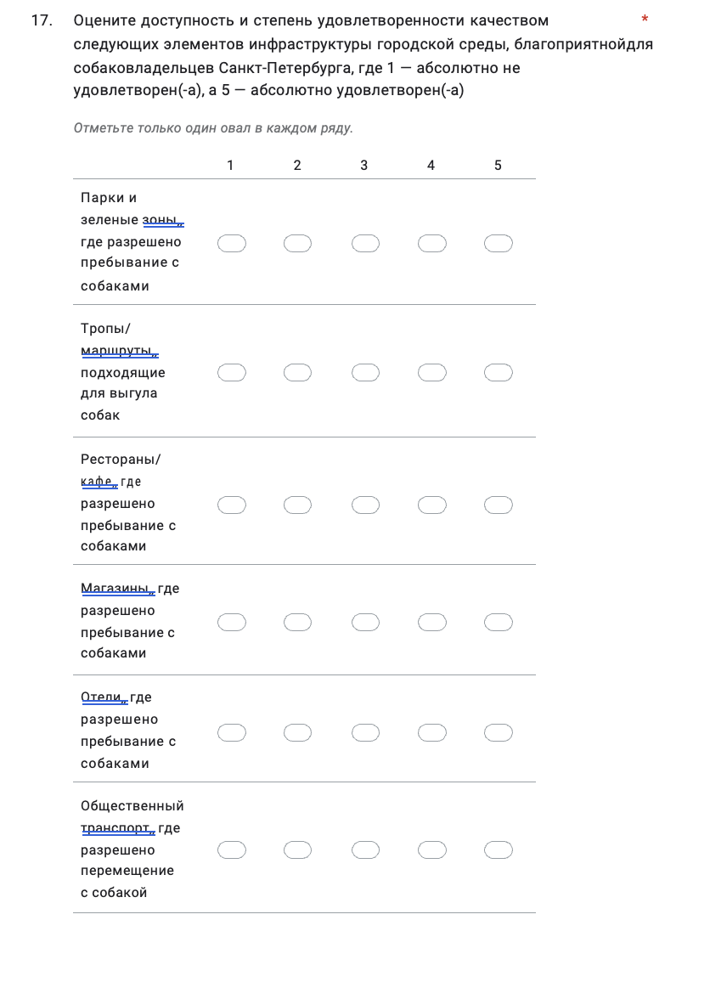 17. Оцените доступность и степень удовлетворенности качеством *
следующих элементов инфраструктуры городской среды, благоприятнойдля
собаковладельцев Санкт-Петербурга, где 1 — абсолютно не
удовлетворен(-а), а 5 — абсолютно удовлетворен(-а)
Отметьте только один овал в каждом ряду.
1 2 3 4 5
Парки и
зеленые зоны,,
где разрешено
пребывание с
собаками
Тропы/
маршруты,,
подходящие
для выгула
собак
Рестораны/
кафе,, где
разрешено
пребывание с
собаками
Магазины,, где
разрешено
пребывание с
собаками
Отели,, где
разрешено
пребывание с
собаками
Общественный
транспорт,, где
разрешено
перемещение
с собакой